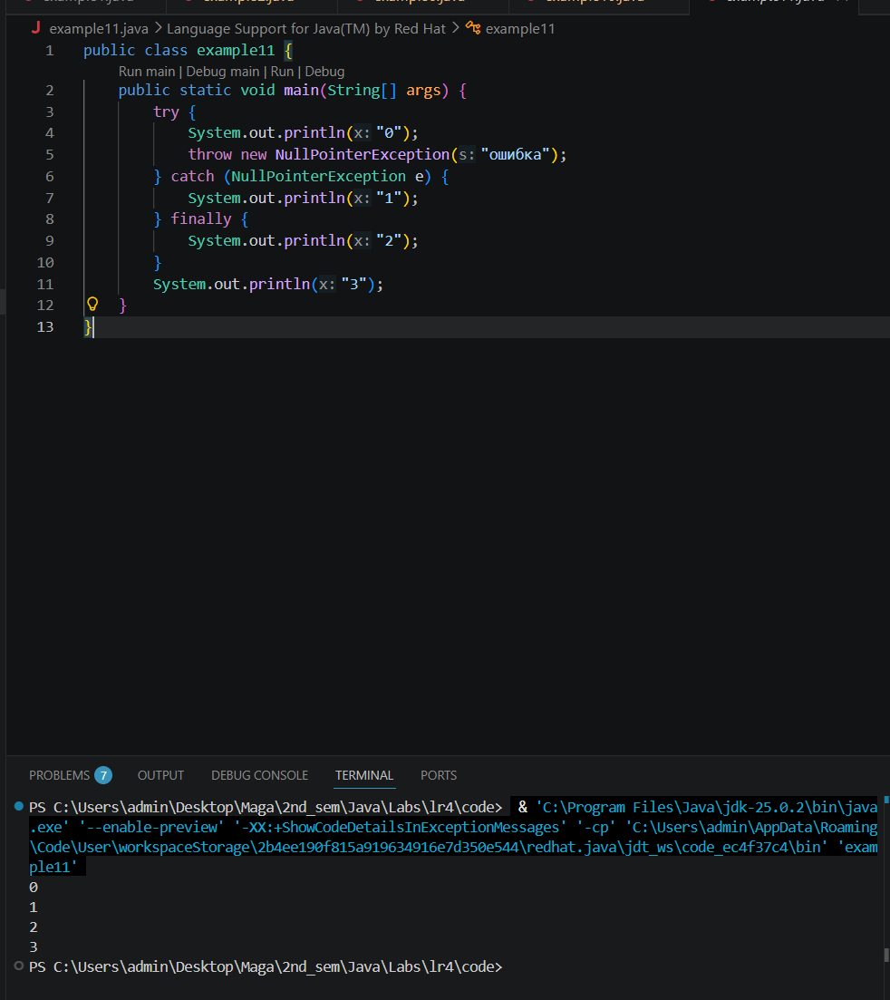 example11.java > Language Support for Java(TM) by Red Hat > example11
1 public class example11 {
Run main | Debug main | Run | Debug
2 public static void main(String[] args) {
3 try {
4 System.out.println(x: "0");
5 throw new NullPointerException(s: "ошибка");
6 } catch (NullPointerException e) {
7 System.out.println(x: "1");
8 } finally {
9 System.out.println(x: "2");
10 }
11 System.out.println(x: "3");
12 }
13 }
PROBLEMS 7 OUTPUT DEBUG CONSOLE TERMINAL PORTS
PS C:\Users\admin\Desktop\Maga\2nd_sem\Java\Labs\lr4\code> & 'C:\Program Files\Java\jdk-25.0.2\bin\java
.exe' '--enable-preview' '-XX:+ShowCodeDetailsInExceptionMessages' '-cp' 'C:\Users\admin\AppData\Roaming
\Code\User\workspaceStorage\2b4ee190f815a919634916e7d350e544\redhat.java\jdt_ws\code_ec4f37c4\bin' 'exam
ple11'
0
1
2
3
PS C:\Users\admin\Desktop\Maga\2nd_sem\Java\Labs\lr4\code>